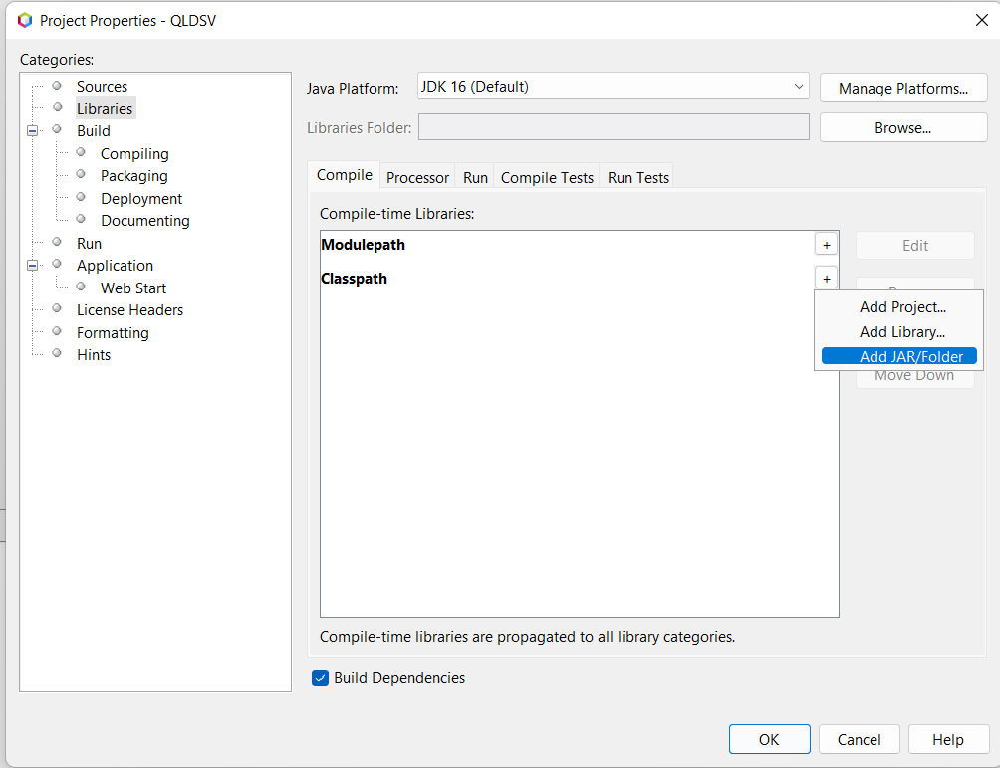 Project Properties - QLDSV
Categories:
Sources
Libraries
Build
Compiling
Packaging
Deployment
Documenting
Run
Application
Web Start
License Headers
Formatting
Hints
Java Platform: JDK 16 (Default) Manage Platforms...
Libraries Folder: Browse...
Compile Processor Run Compile Tests Run Tests
Compile-time Libraries:
Modulepath + Edit
Classpath +
Add Project...
Add Library...
Add JAR/Folder
Move Down
Compile-time libraries are propagated to all library categories.
Build Dependencies
OK Cancel Help